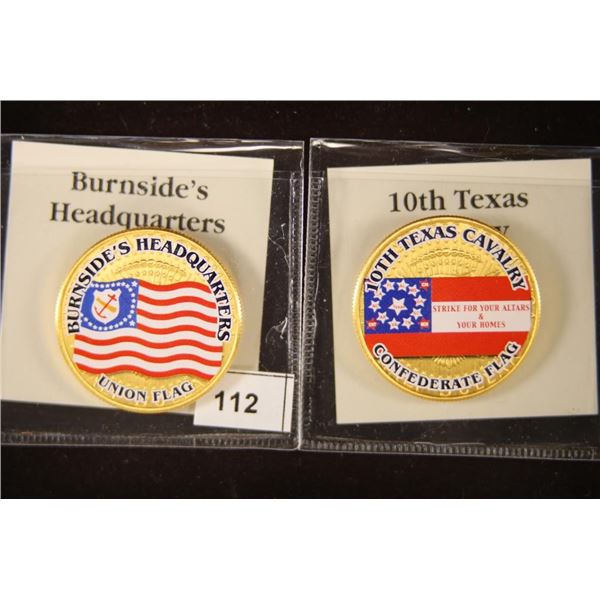 Burnside's
Headquarters
BURNSIDE'S HEADQUARTERS
UNION FLAG
112
10th Texas
10TH TEXAS CAVALRY
STRIKE FOR YOUR ALTARS
&
YOUR HOMES
CONFEDERATE FLAG